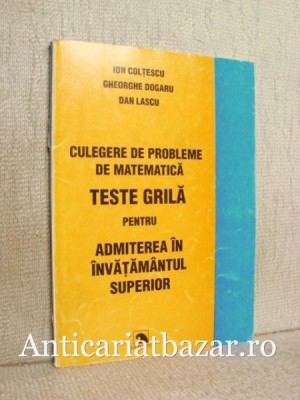 ION COLȚESCU
GHEORGHE DOGARU
DAN LASCU
CULEGERE DE PROBLEME
DE MATEMATICĂ
TESTE GRILĂ
PENTRU
ADMITEREA ÎN
ÎNVĂȚĂMÂNTUL
SUPERIOR
Anticariatbazar.ro